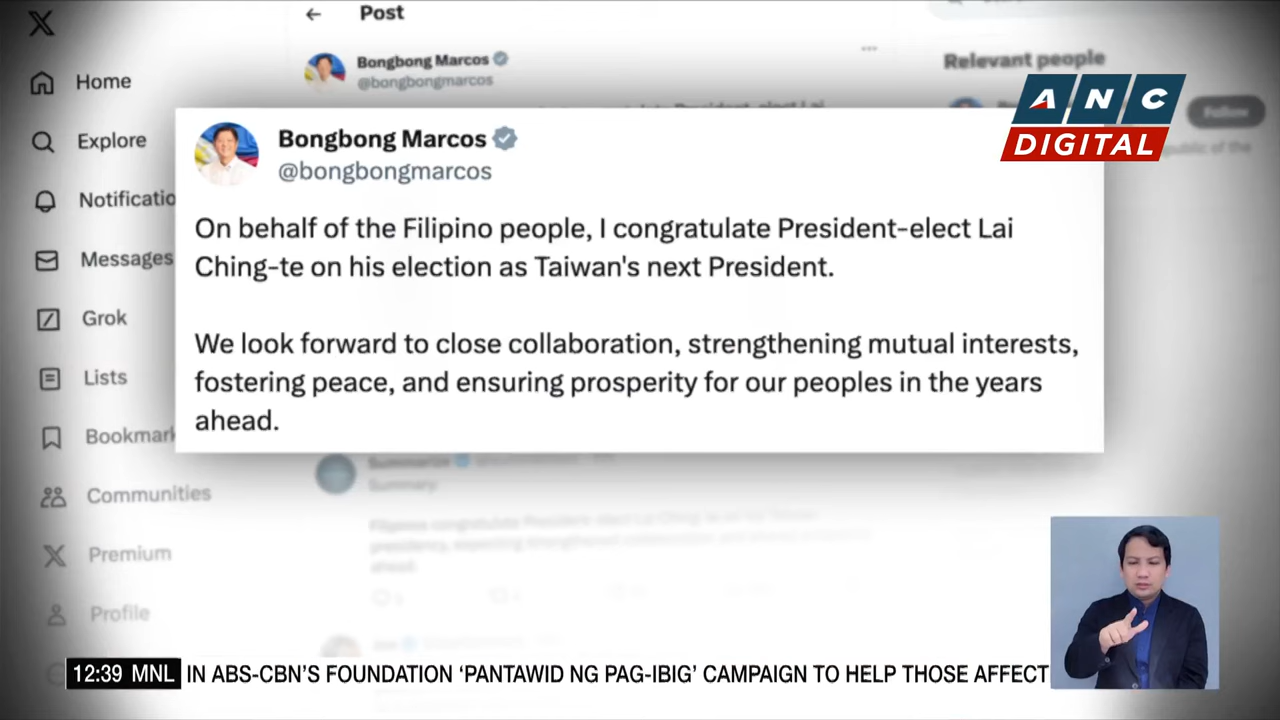 Post
Bongbong Marcos
@bongbongmarcos
Relevant people
ANC
DIGITAL
Home
Explore
Notificatio
Messages
Grok
Lists
Bookmark
Communities
Premium
Profile
Follow
Bongbong Marcos
@bongbongmarcos
On behalf of the Filipino people, I congratulate President-elect Lai
Ching-te on his election as Taiwan's next President.
We look forward to close collaboration, strengthening mutual interests,
fostering peace, and ensuring prosperity for our peoples in the years
ahead.
Summary
12:39 MNL IN ABS-CBN'S FOUNDATION ‘PANTAWID NG PAG-IBIG’ CAMPAIGN TO HELP THOSE AFFECT